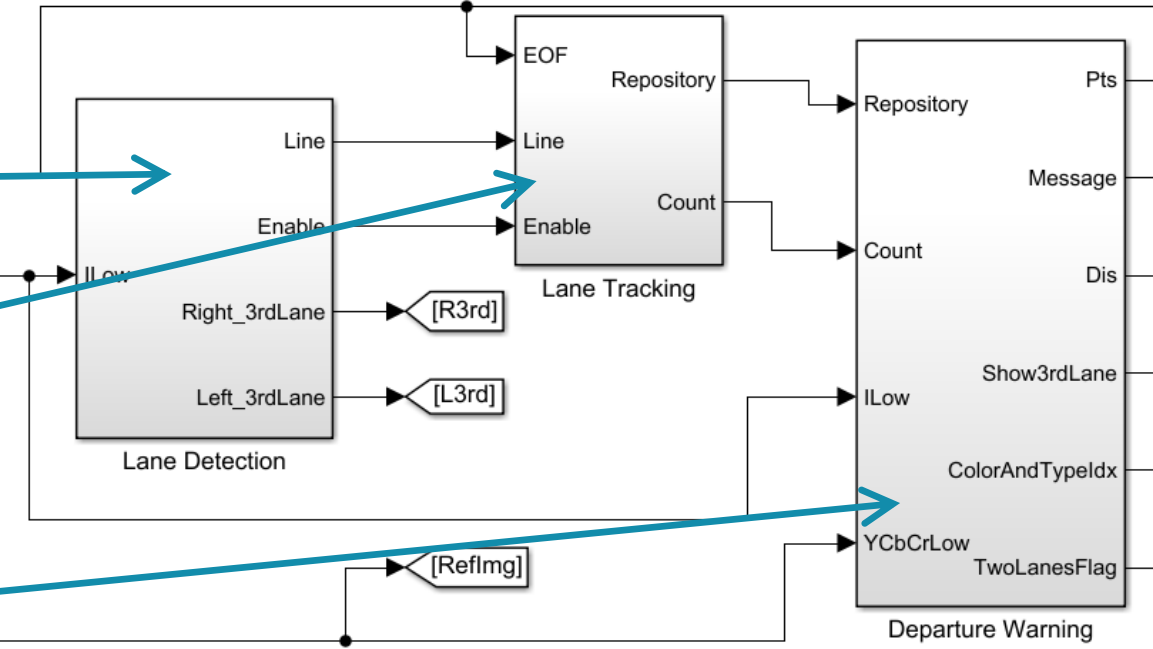 EOF
Repository
Line
Count
Enable
Lane Tracking
Line
Enable
ILow
Right_3rdLane
Left_3rdLane
Lane Detection
[R3rd]
[L3rd]
[RefImg]
Repository
Count
ILow
YCbCrLow
Pts
Message
Dis
Show3rdLane
ColorAndTypeIdx
TwoLanesFlag
Departure Warning